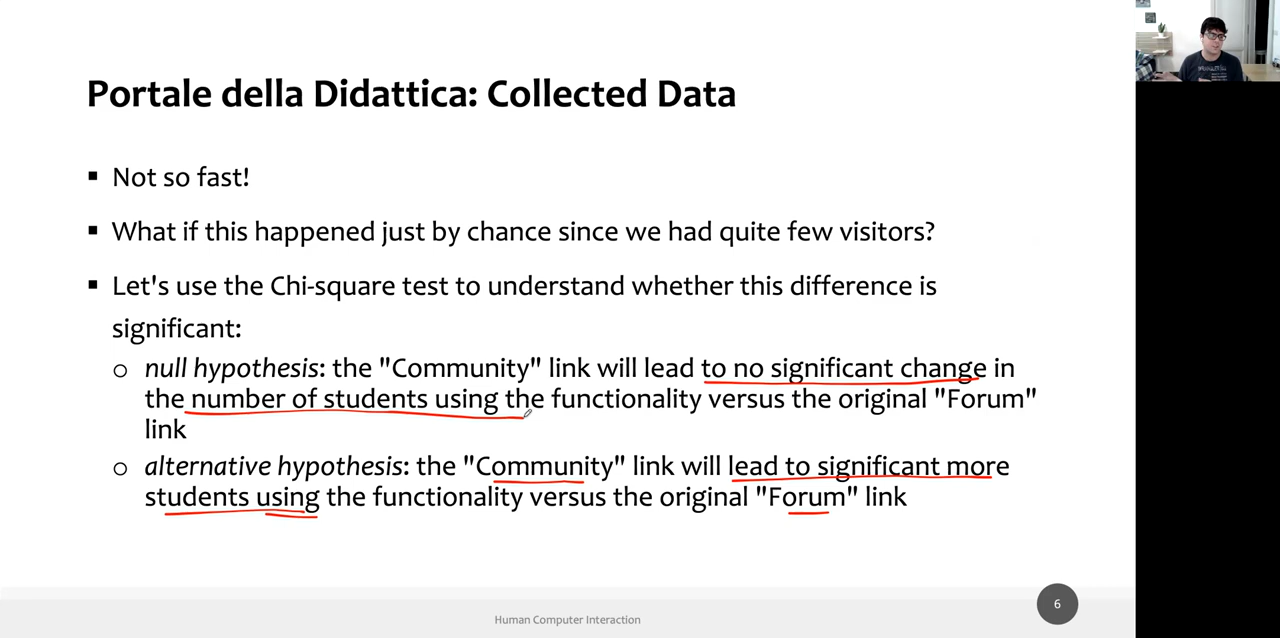 Portale della Didattica: Collected Data
▪ Not so fast!
▪ What if this happened just by chance since we had quite few visitors?
▪ Let's use the Chi-square test to understand whether this difference is
significant:
o null hypothesis: the "Community" link will lead to no significant change in
the number of students using the functionality versus the original "Forum"
link
o alternative hypothesis: the "Community" link will lead to significant more
students using the functionality versus the original "Forum" link
Human Computer Interaction
6